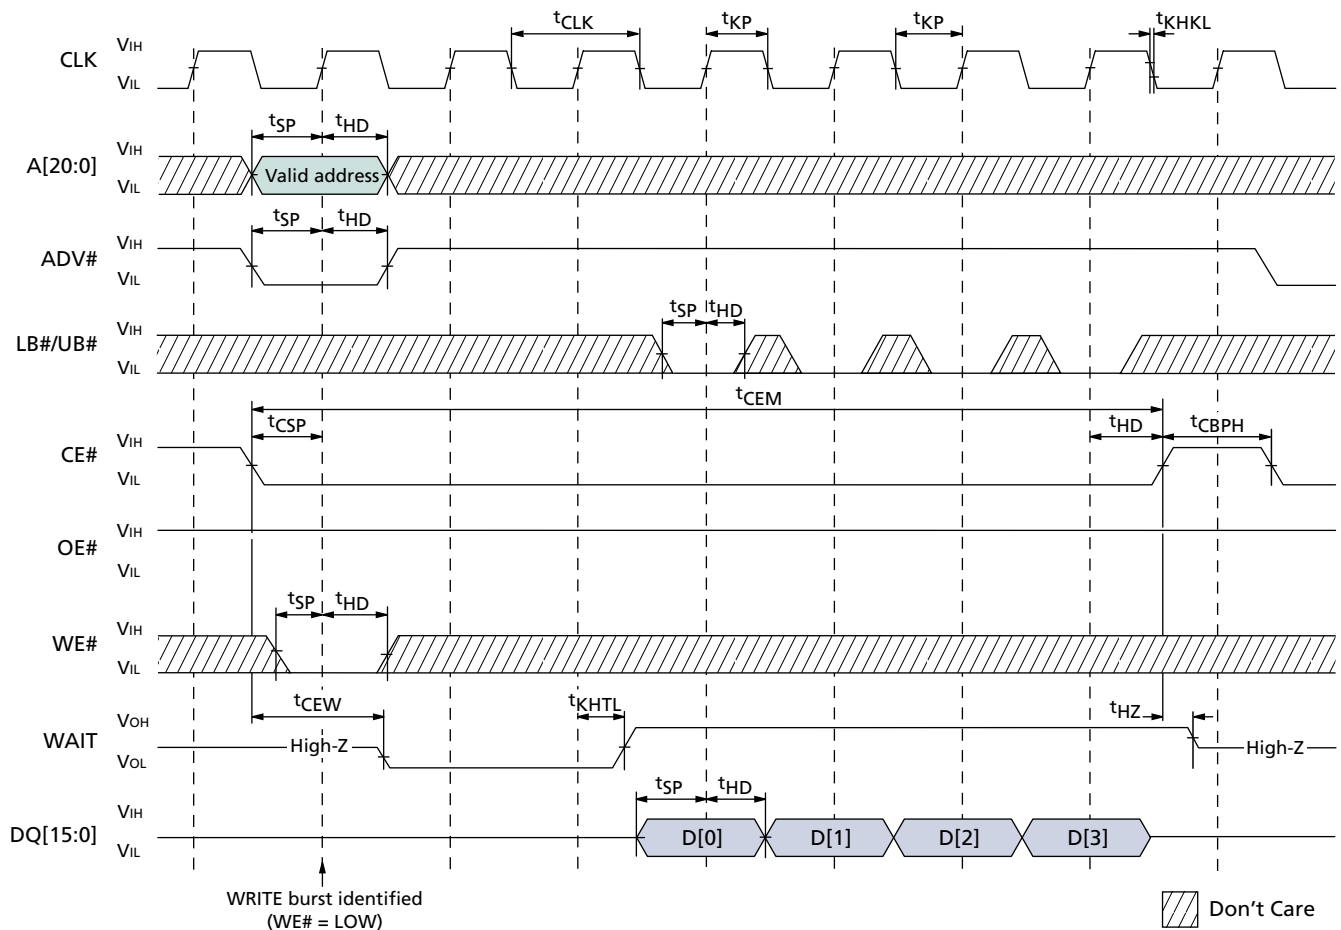 tCLK tKP tKP tKHKL
CLK VIH
VIL
tSP tHD
A[20:0] VIH
VIL
Valid address
tSP tHD
ADV# VIH
VIL
tSP tHD
LB#/UB# VIH
VIL
tCEM
tCSP tHD tCBPH
CE# VIH
VIL
OE# VIH
VIL
tSP tHD
WE# VIH
VIL
tCEW tKHTL tHZ
WAIT VOH
VOL
High-Z High-Z
tSP tHD
DQ[15:0] VIH
VIL
D[0] D[1] D[2] D[3]
WRITE burst identified
(WE# = LOW)
Don't Care